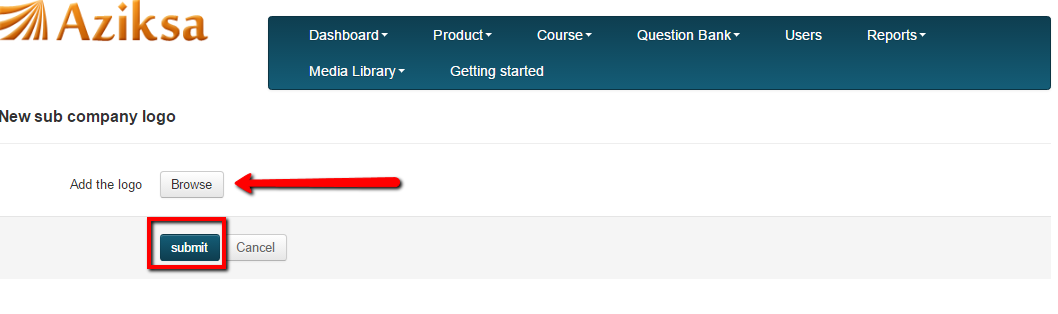 Aziksa
Dashboard Product Course Question Bank Users Reports
Media Library Getting started
New sub company logo
Add the logo Browse
submit Cancel